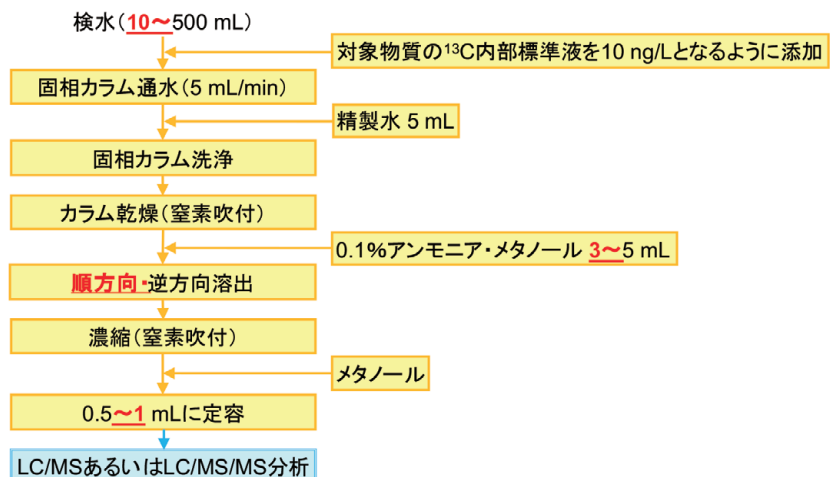 検水(10～500 mL)
対象物質の¹³C内部標準液を10 ng/Lとなるように添加
固相カラム通水(5 mL/min)
精製水 5 mL
固相カラム洗浄
カラム乾燥(窒素吹付)
0.1%アンモニア・メタノール 3～5 mL
順方向・逆方向溶出
濃縮(窒素吹付)
メタノール
0.5～1 mLに定容
LC/MSあるいはLC/MS/MS分析